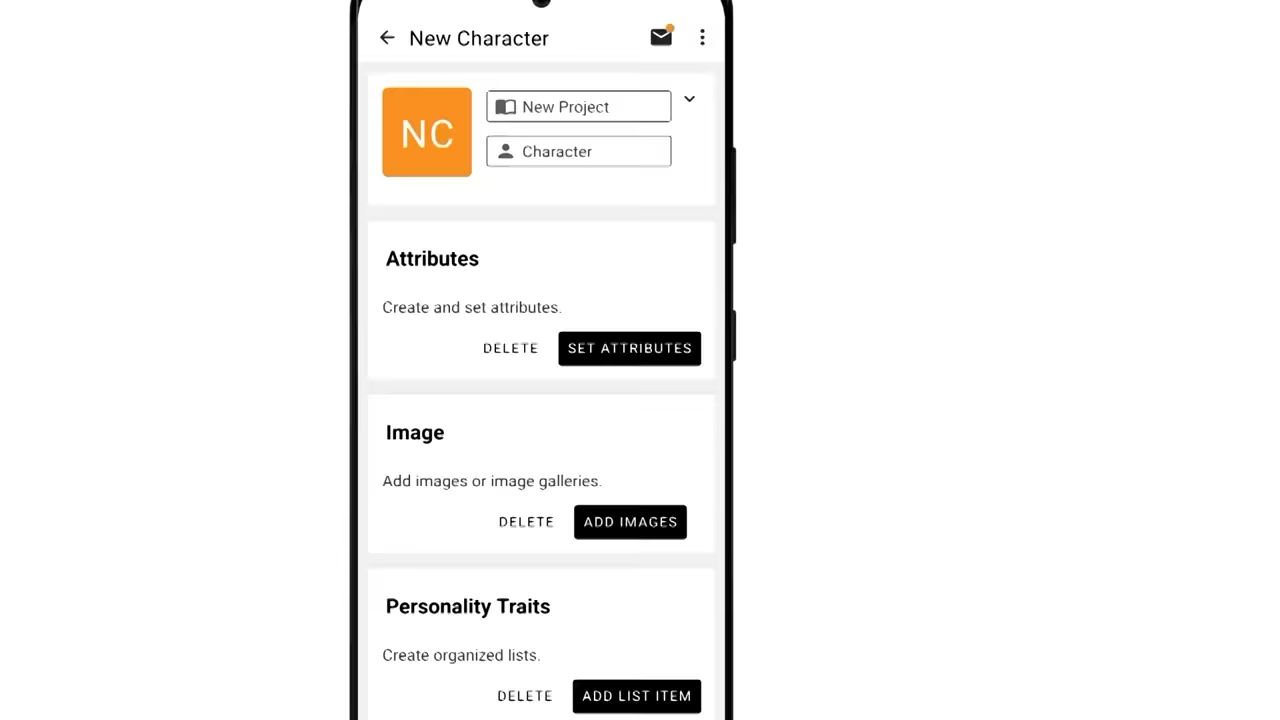 New Character
NC
New Project
Character
Attributes
Create and set attributes.
DELETE
SET ATTRIBUTES
Image
Add images or image galleries.
DELETE
ADD IMAGES
Personality Traits
Create organized lists.
DELETE
ADD LIST ITEM